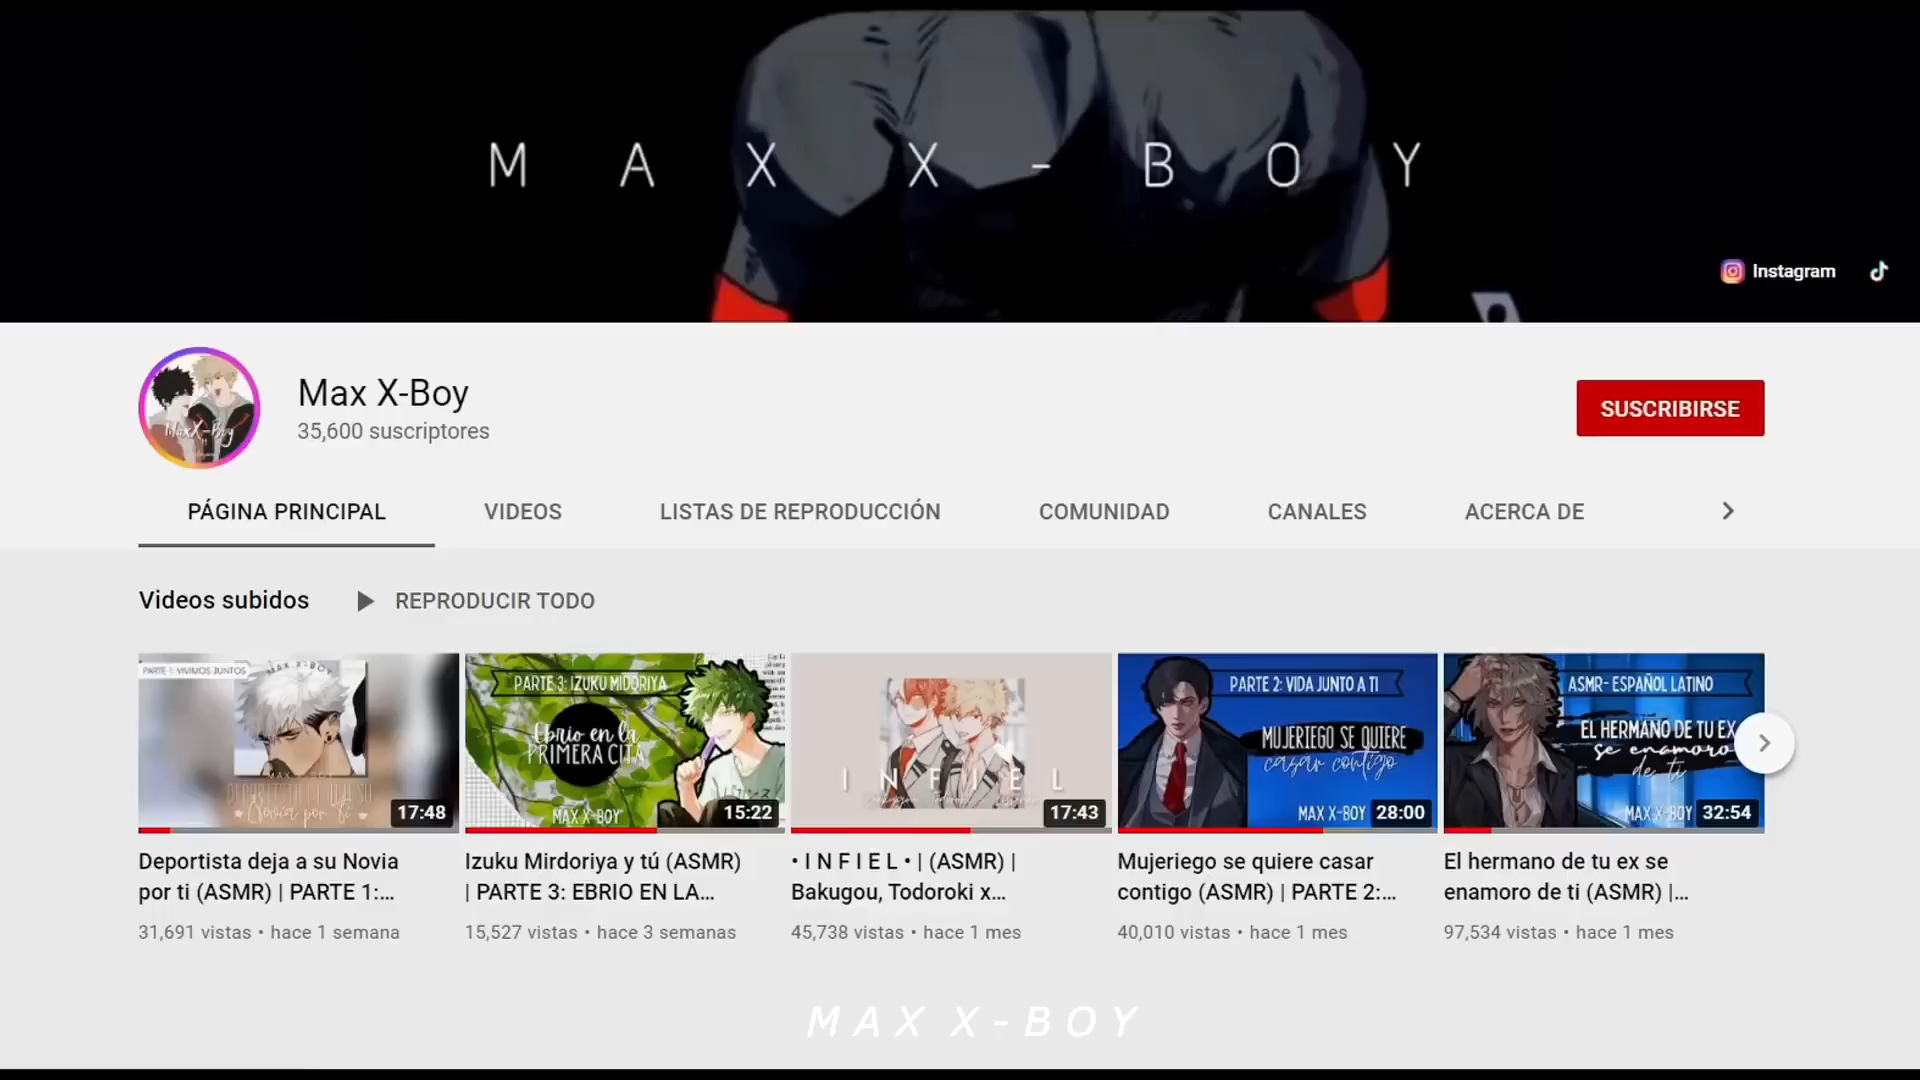 M A X X - B O Y
Instagram
Max X-Boy
35,600 suscriptores
SUSCRIBIRSE
PÁGINA PRINCIPAL
VIDEOS
LISTAS DE REPRODUCCIÓN
COMUNIDAD
CANALES
ACERCA DE
Videos subidos
REPRODUCIR TODO
PARTE 1: VIVIMOS JUNTOS
MAX X-BOY
17:48
Deportista deja a su Novia
por ti (ASMR) | PARTE 1:...
31,691 vistas • hace 1 semana
PARTE 3: IZUKU MIDORIYA
Ebrio en la
PRIMERA CITA
MAX X-BOY
15:22
Izuku Mirdoriya y tú (ASMR)
| PARTE 3: EBRIO EN LA...
15,527 vistas • hace 3 semanas
I N F I E L
17:43
• I N F I E L • | (ASMR) |
Bakugou, Todoroki x...
45,738 vistas • hace 1 mes
PARTE 2: VIDA JUNTO A TI
MUJERIEGO SE QUIERE
casar contigo
MAX X-BOY
28:00
Mujeriego se quiere casar
contigo (ASMR) | PARTE 2:...
40,010 vistas • hace 1 mes
ASMR- ESPAÑOL LATINO
EL HERMANO DE TU EX
se enamoro
de ti
MAX X-BOY
32:54
El hermano de tu ex se
enamoro de ti (ASMR) |...
97,534 vistas • hace 1 mes
MAX X-BOY